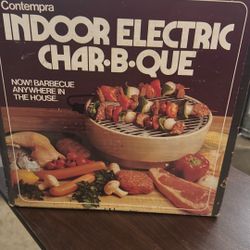 Contempra
INDOOR ELECTRIC
CHAR•B•QUE
NOW! BARBECUE
ANYWHERE IN
THE HOUSE.